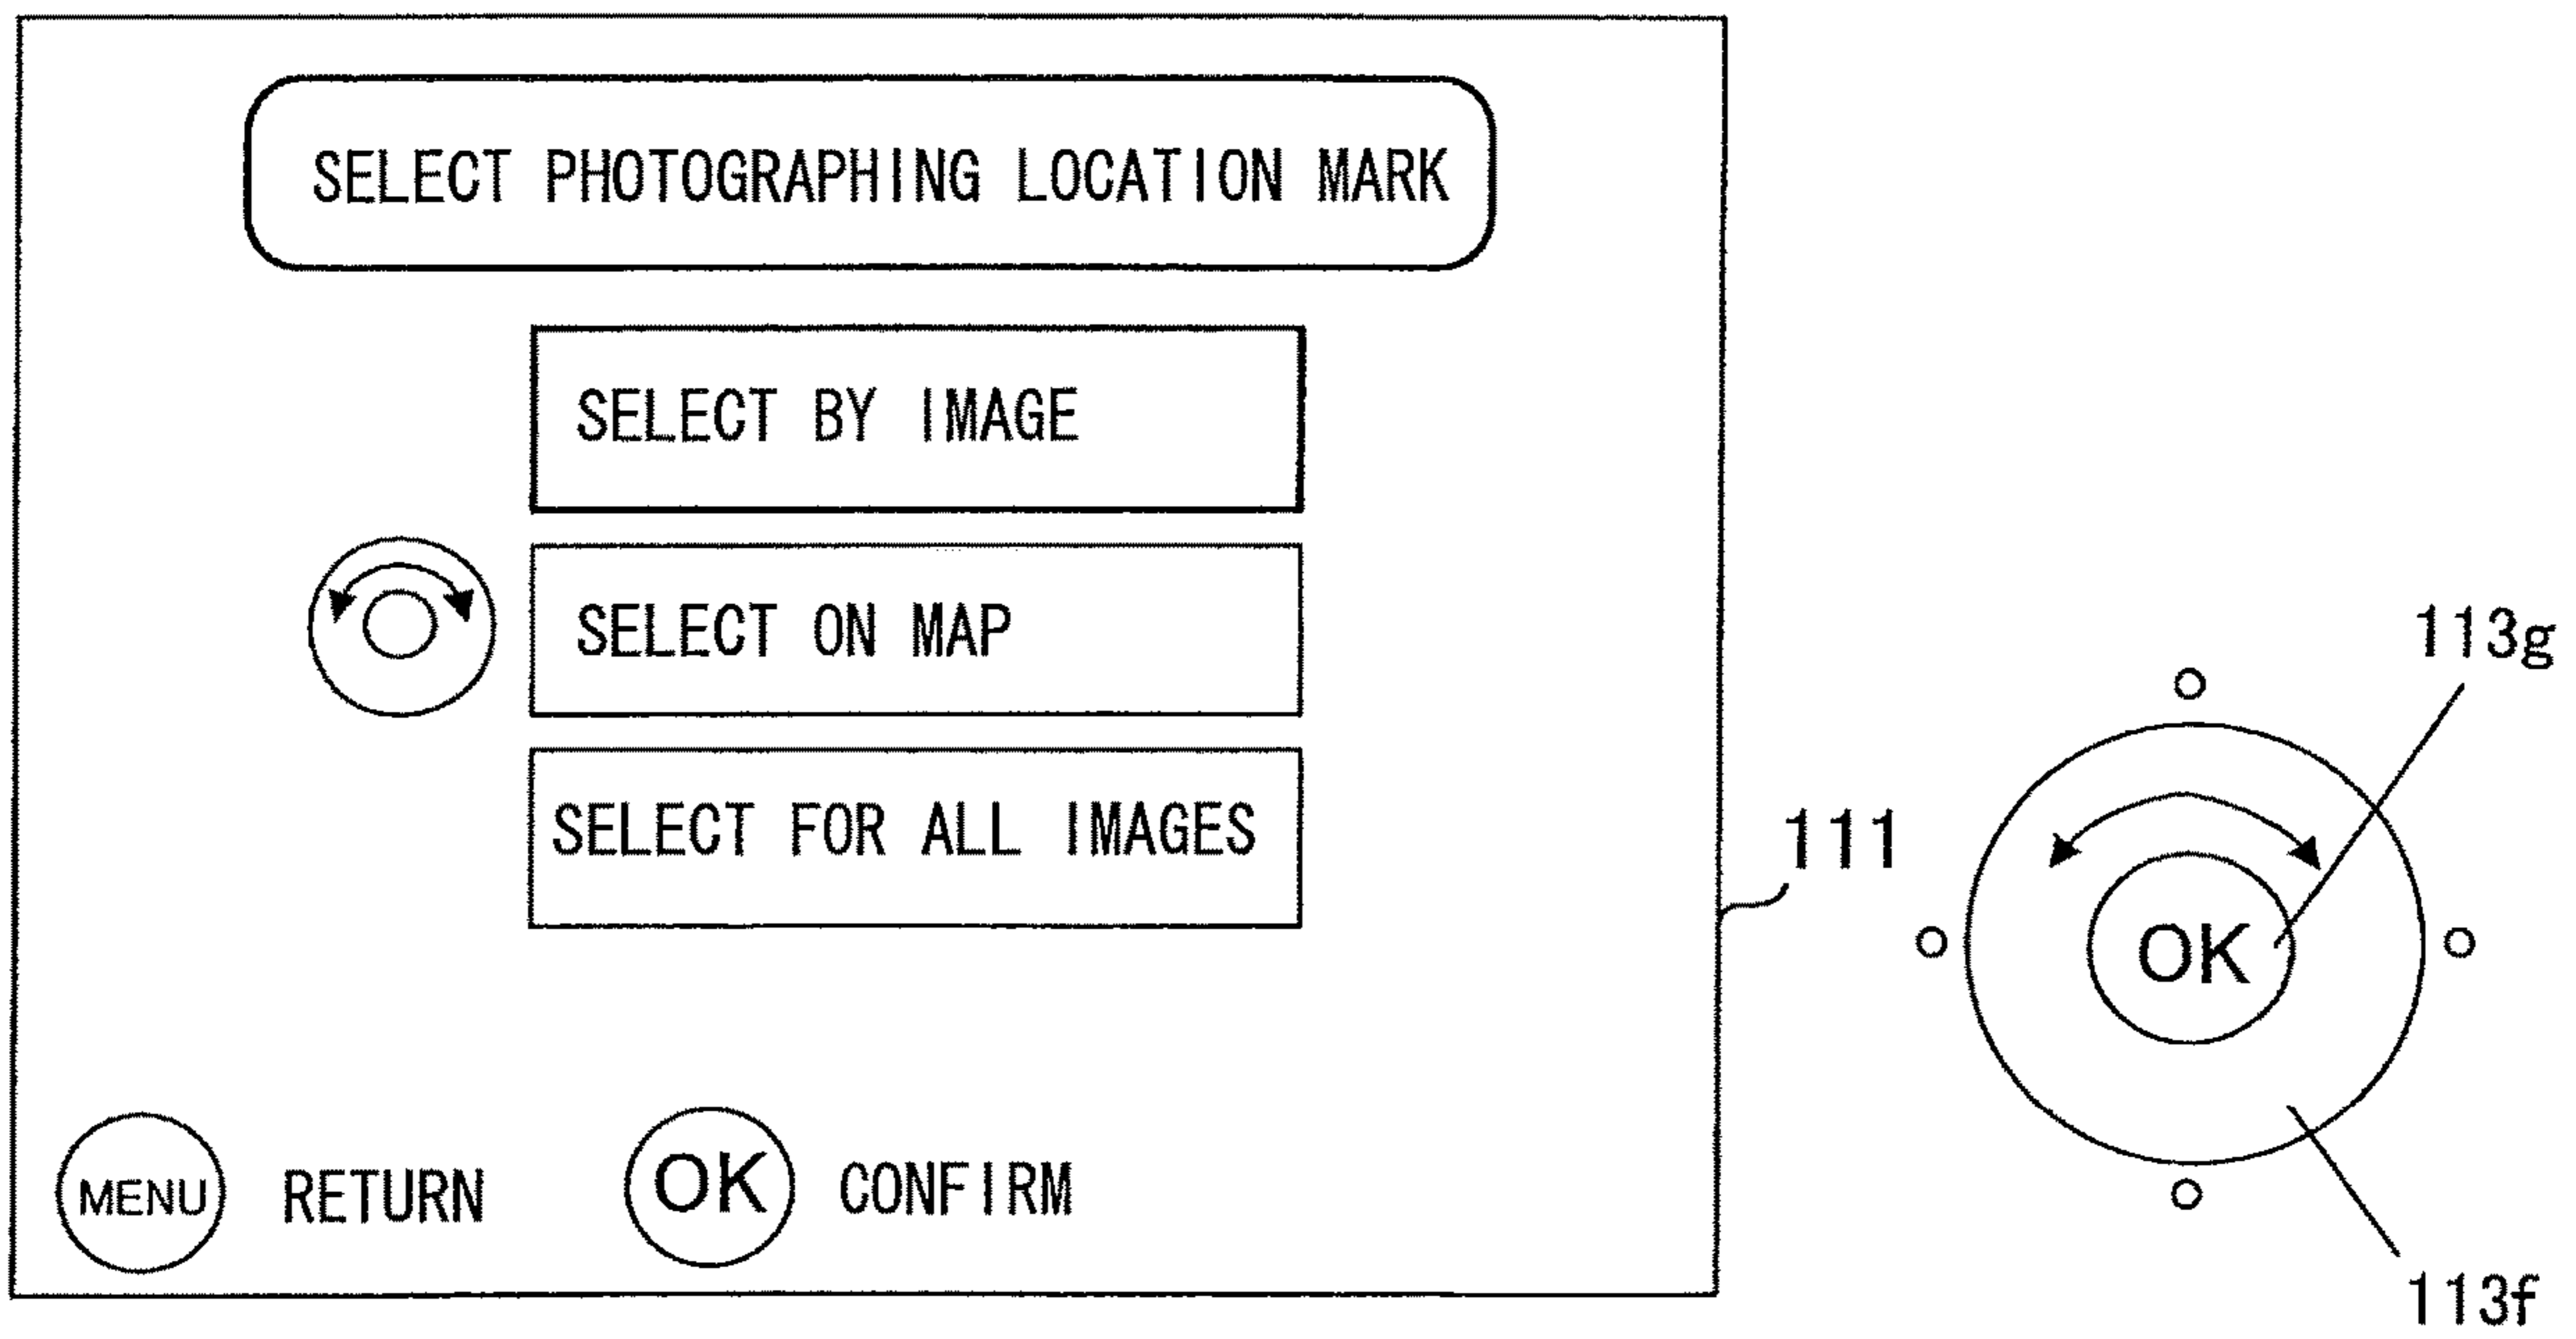 SELECT PHOTOGRAPHING LOCATION MARK
SELECT BY IMAGE
SELECT ON MAP
SELECT FOR ALL IMAGES
MENU RETURN OK CONFIRM
111
113g
OK
113f